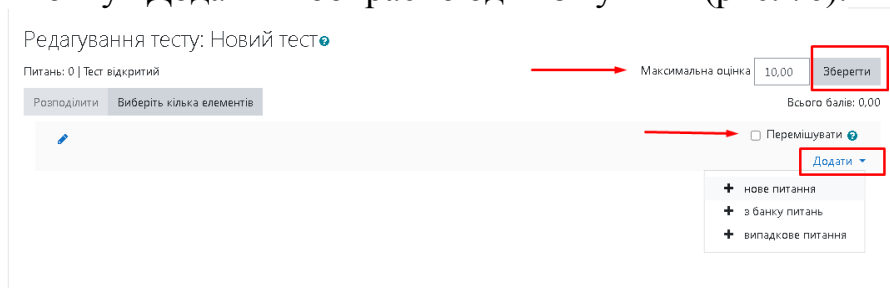 Редагування тесту: Новий тест
Питань: 0 | Тест відкритий
Максимальна оцінка 10,00 Зберегти
Розподілити Виберіть кілька елементів
Всього балів: 0,00
Перемішувати
Додати
+ нове питання
+ з банку питань
+ випадкове питання